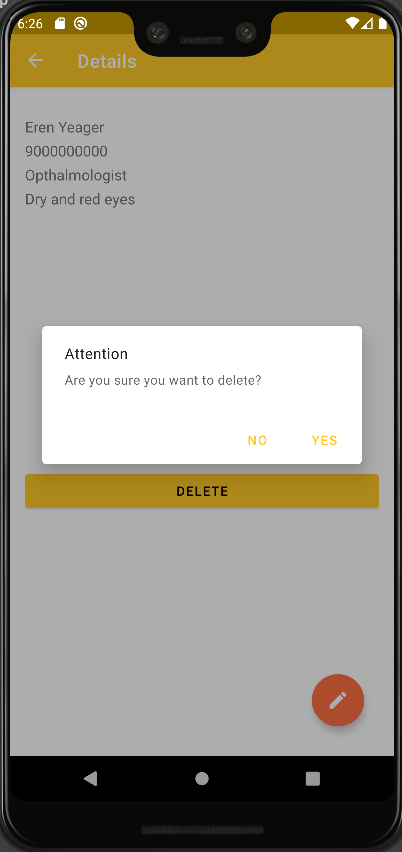 6:26
Details
Eren Yeager
9000000000
Opthalmologist
Dry and red eyes
Attention
Are you sure you want to delete?
NO YES
DELETE